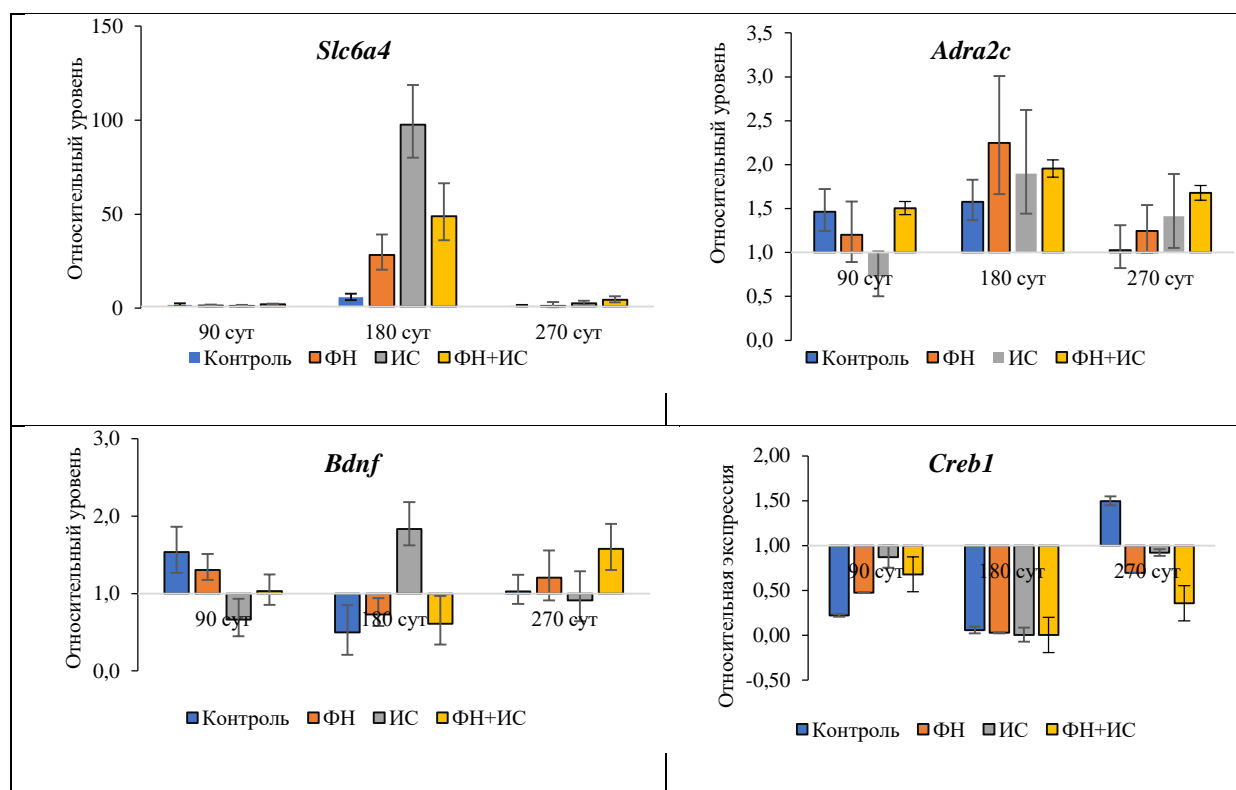 Slc6a4
Относительный уровень
150
100
50
0
90 сут 180 сут 270 сут
Контроль ФН ИС ФН+ИС
Adra2c
Относительный уровень
3,5
3,0
2,5
2,0
1,5
1,0
0,5
0,0
90 сут 180 сут 270 сут
Контроль ФН ИС ФН+ИС
Bdnf
Относительный уровень
3,0
2,0
1,0
0,0
90 сут 180 сут 270 сут
Контроль ФН ИС ФН+ИС
Creb1
Относительная экспрессия
2,00
1,50
1,00
0,50
0,00
-0,50
90 сут 180 сут 270 сут
Контроль ФН ИС ФН+ИС